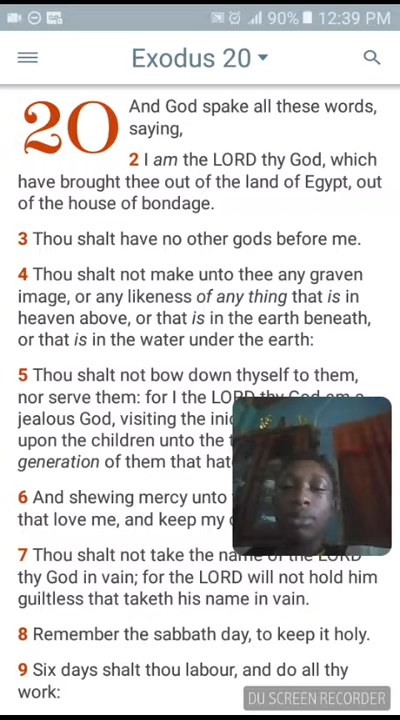 90% 12:39 PM
Exodus 20
20 And God spake all these words,
saying,
2 I am the LORD thy God, which
have brought thee out of the land of Egypt, out
of the house of bondage.
3 Thou shalt have no other gods before me.
4 Thou shalt not make unto thee any graven
image, or any likeness of any thing that is in
heaven above, or that is in the earth beneath,
or that is in the water under the earth:
5 Thou shalt not bow down thyself to them,
nor serve them: for I the LORD thy God am a
jealous God, visiting the
upon the children unto the
generation of them that
6 And shewing mercy unto
that love me, and keep my
7 Thou shalt not take the name of the LORD
thy God in vain; for the LORD will not hold him
guiltless that taketh his name in vain.
8 Remember the sabbath day, to keep it holy.
9 Six days shalt thou labour, and do all thy
work:
DU SCREEN RECORDER